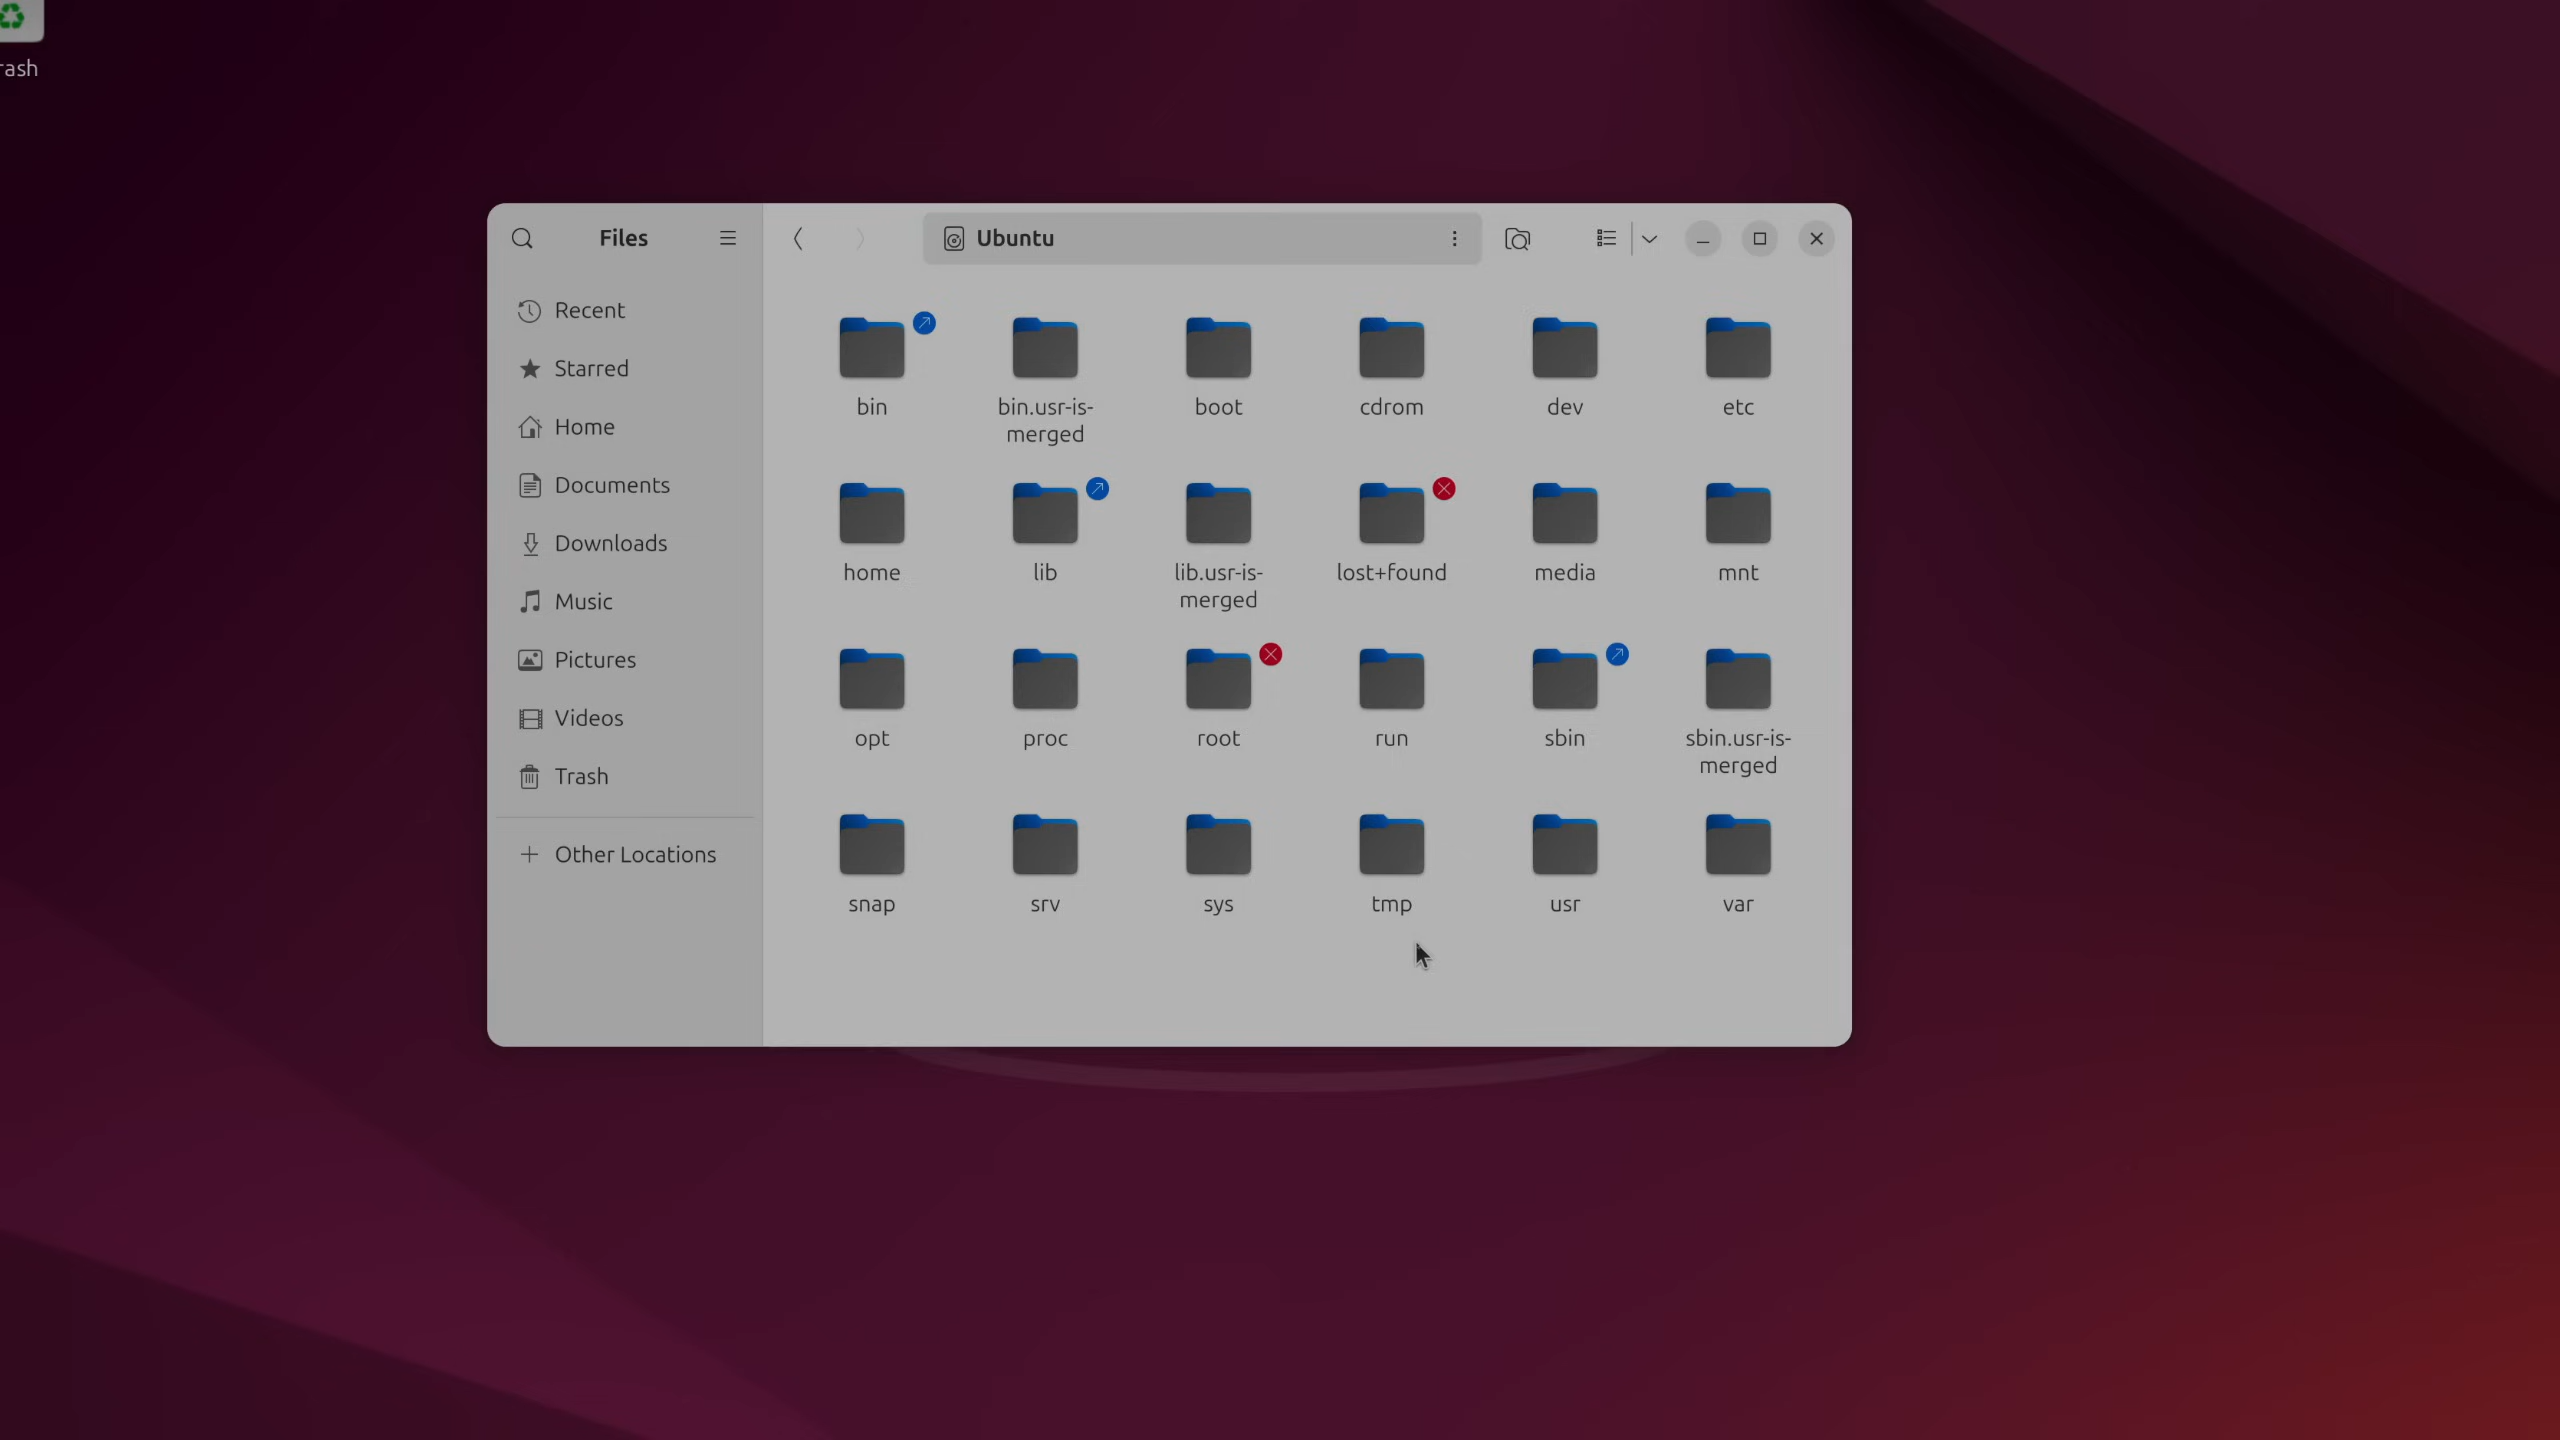 rash
Files
Ubuntu
Recent
Starred
Home
Documents
Downloads
Music
Pictures
Videos
Trash
Other Locations
bin
bin.usr-is-
merged
boot
cdrom
dev
etc
home
lib
lib.usr-is-
merged
lost+found
media
mnt
opt
proc
root
run
sbin
sbin.usr-is-
merged
snap
srv
sys
tmp
usr
var